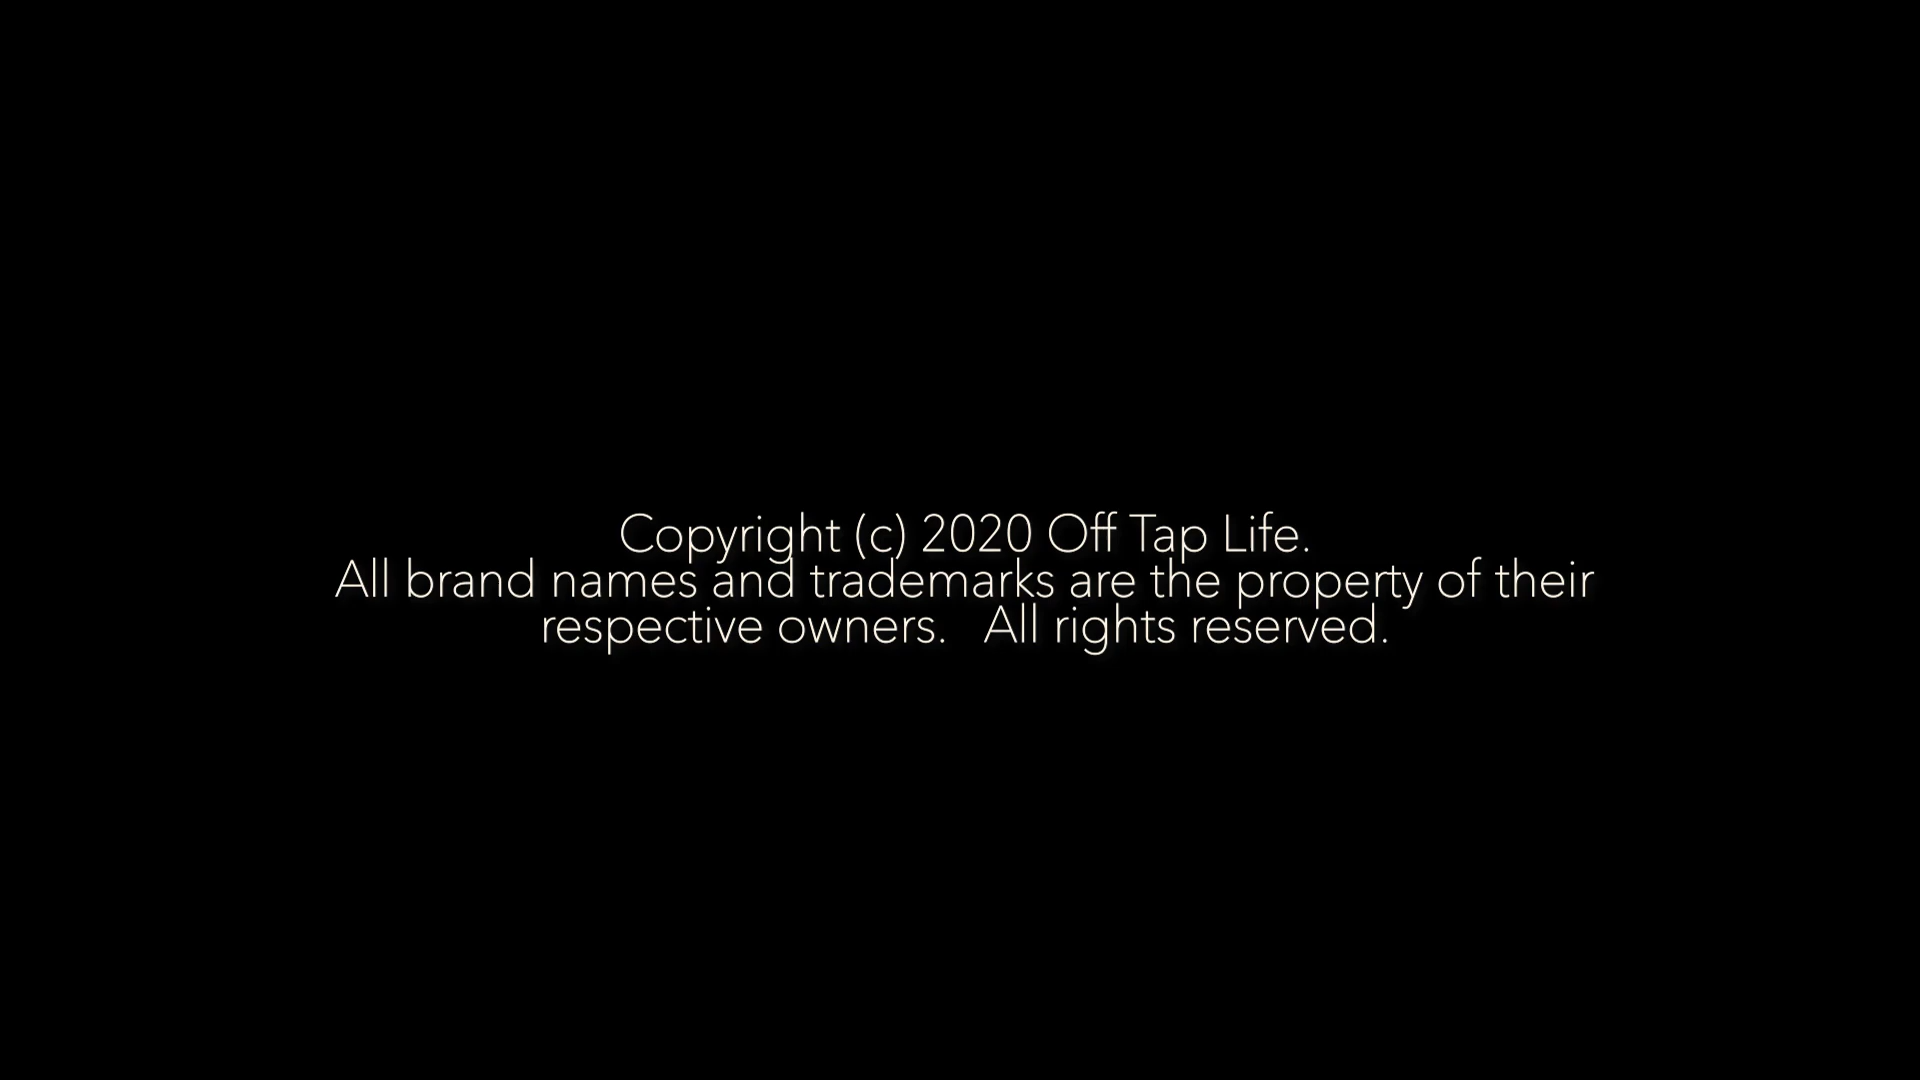 Copyright (c) 2020 Off Tap Life.
All brand names and trademarks are the property of their
respective owners.   All rights reserved.